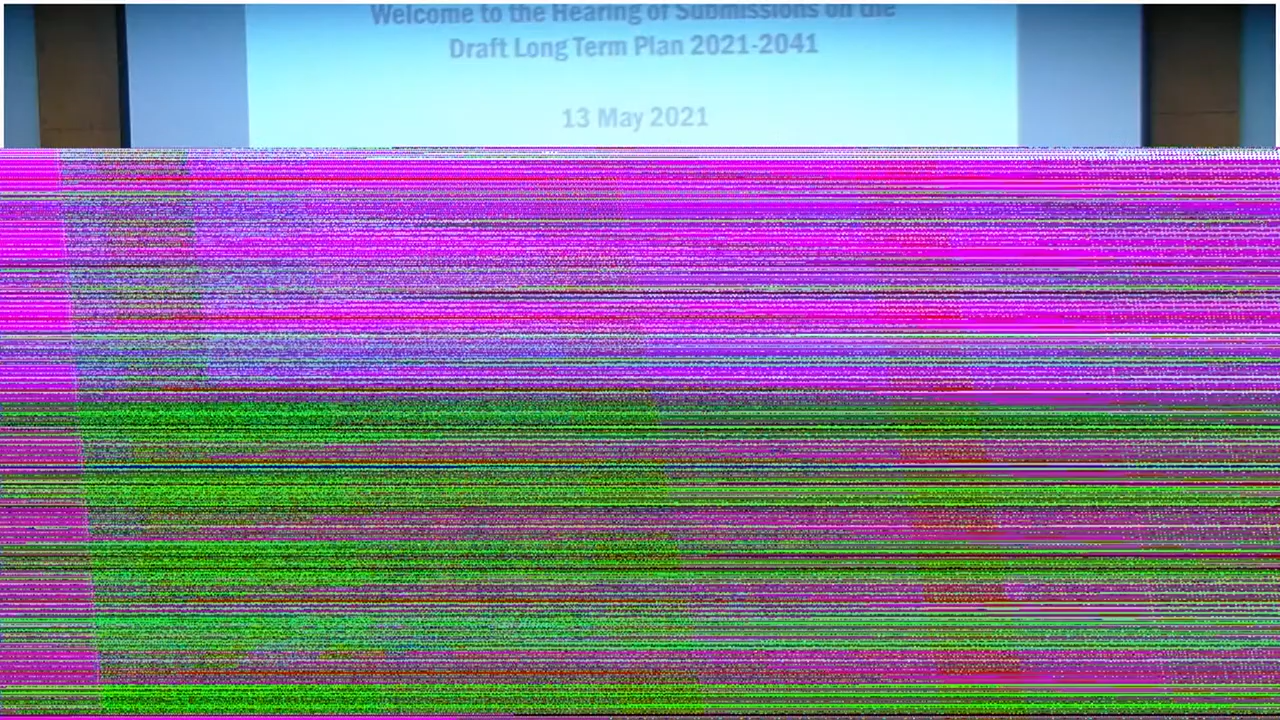 Welcome to the Hearing of Submissions on the
Draft Long Term Plan 2021-2041
13 May 2021